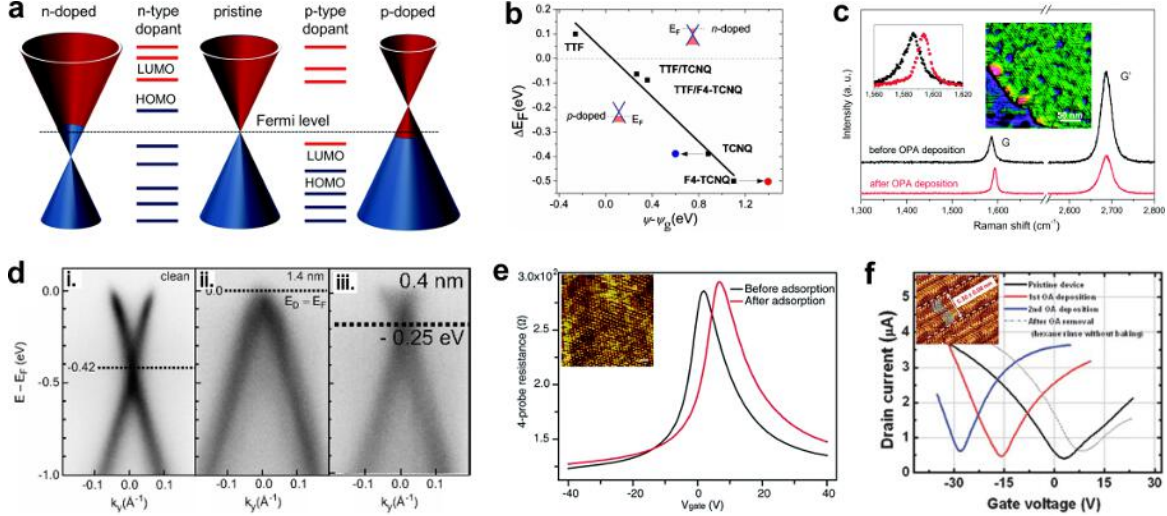 a
n-doped
n-type
dopant
pristine
p-type
dopant
p-doped
LUMO
HOMO
Fermi level
LUMO
HOMO
b
0.2
0.1
0.0
-0.1
-0.2
-0.3
-0.4
-0.5
ΔE_F(eV)
TTF
E_F
n-doped
TTF/TCNQ
TTF/F4-TCNQ
p-doped
E_F
TCNQ
F4-TCNQ
-0.4
0.0
0.4
0.8
1.2
ψ-ψ_g(eV)
c
Intensity (a. u.)
1,560
1,580
1,600
1,620
50 nm
G'
before OPA deposition
G
after OPA deposition
1,300
1,400
1,500
1,600
2,600
2,700
2,800
Raman shift (cm⁻¹)
d
i.
clean
ii.
1.4 nm
iii.
0.4 nm
0.0
0.0
E_D = E_F
- 0.25 eV
-0.42
-0.5
-1.0
E – E_F (eV)
-0.1
0.0
0.1
-0.1
0.0
0.1
-0.1
0.0
0.1
k_y(Å⁻¹)
k_y(Å⁻¹)
k_y(Å⁻¹)
e
3.0×10²
2.5
2.0
1.5
4-probe resistance (Ω)
Before adsorption
After adsorption
-40
-20
0
20
40
V_gate (V)
f
5
4
3
2
1
0
Drain current (μA)
Pristine device
1st OA deposition
2nd OA deposition
After OA removal
(hexane rinse without baking)
-30
-15
0
15
30
Gate voltage (V)